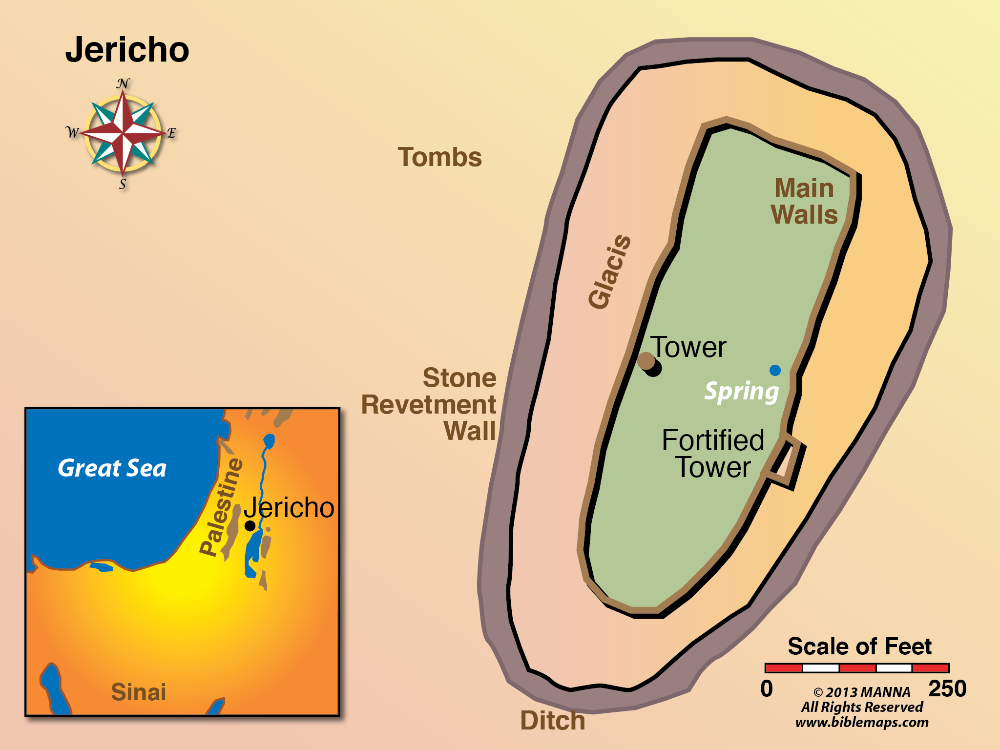 Jericho
N
W
E
S
Tombs
Main
Walls
Glacis
Tower
Stone
Revetment
Wall
Spring
Fortified
Tower
Great Sea
Palestine
Jericho
Sinai
Ditch
Scale of Feet
0
250
© 2013 MANNA
All Rights Reserved
www.biblemaps.com